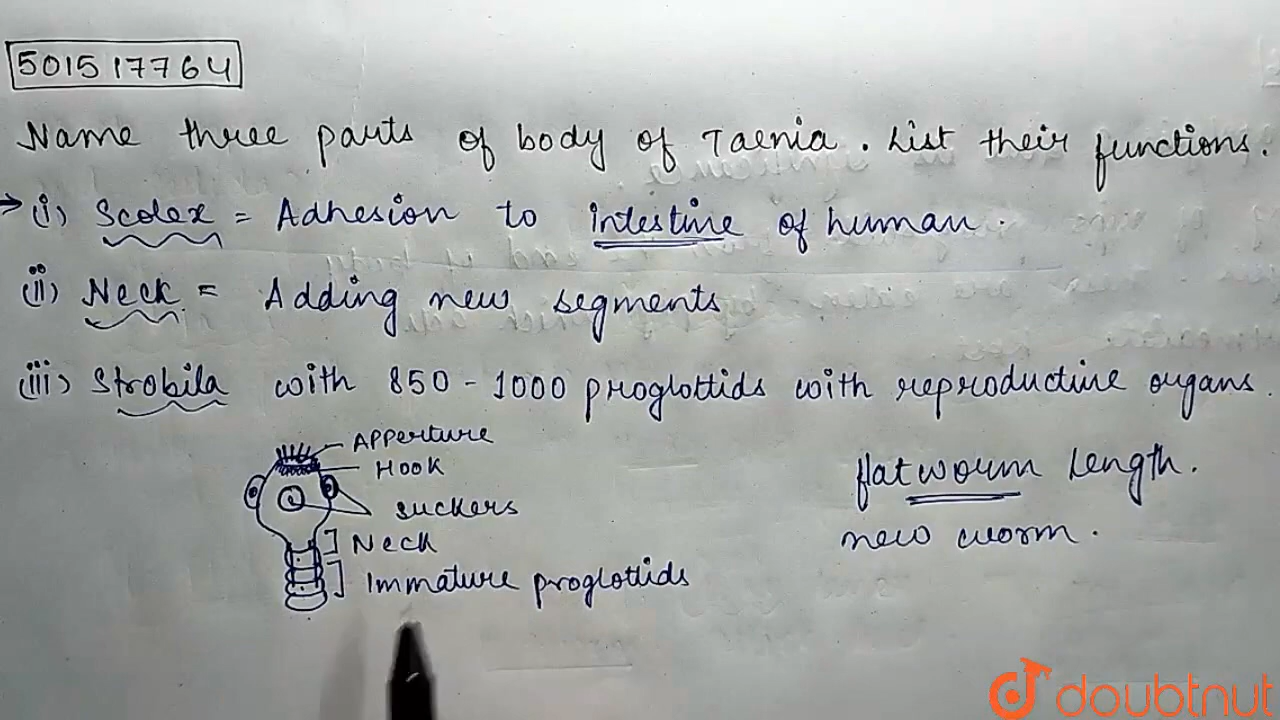 501517764
Name three parts of body of Taenia. List their functions.
→ (i) Scolex = Adhesion to intestine of human.
(ii) Neck = Adding new segments
(iii) Strobila with 850 - 1000 proglottids with reproductive organs.
Apperture
Hook
suckers
Neck
Immature proglottids
flatworm Length.
new worm.
doubtnut